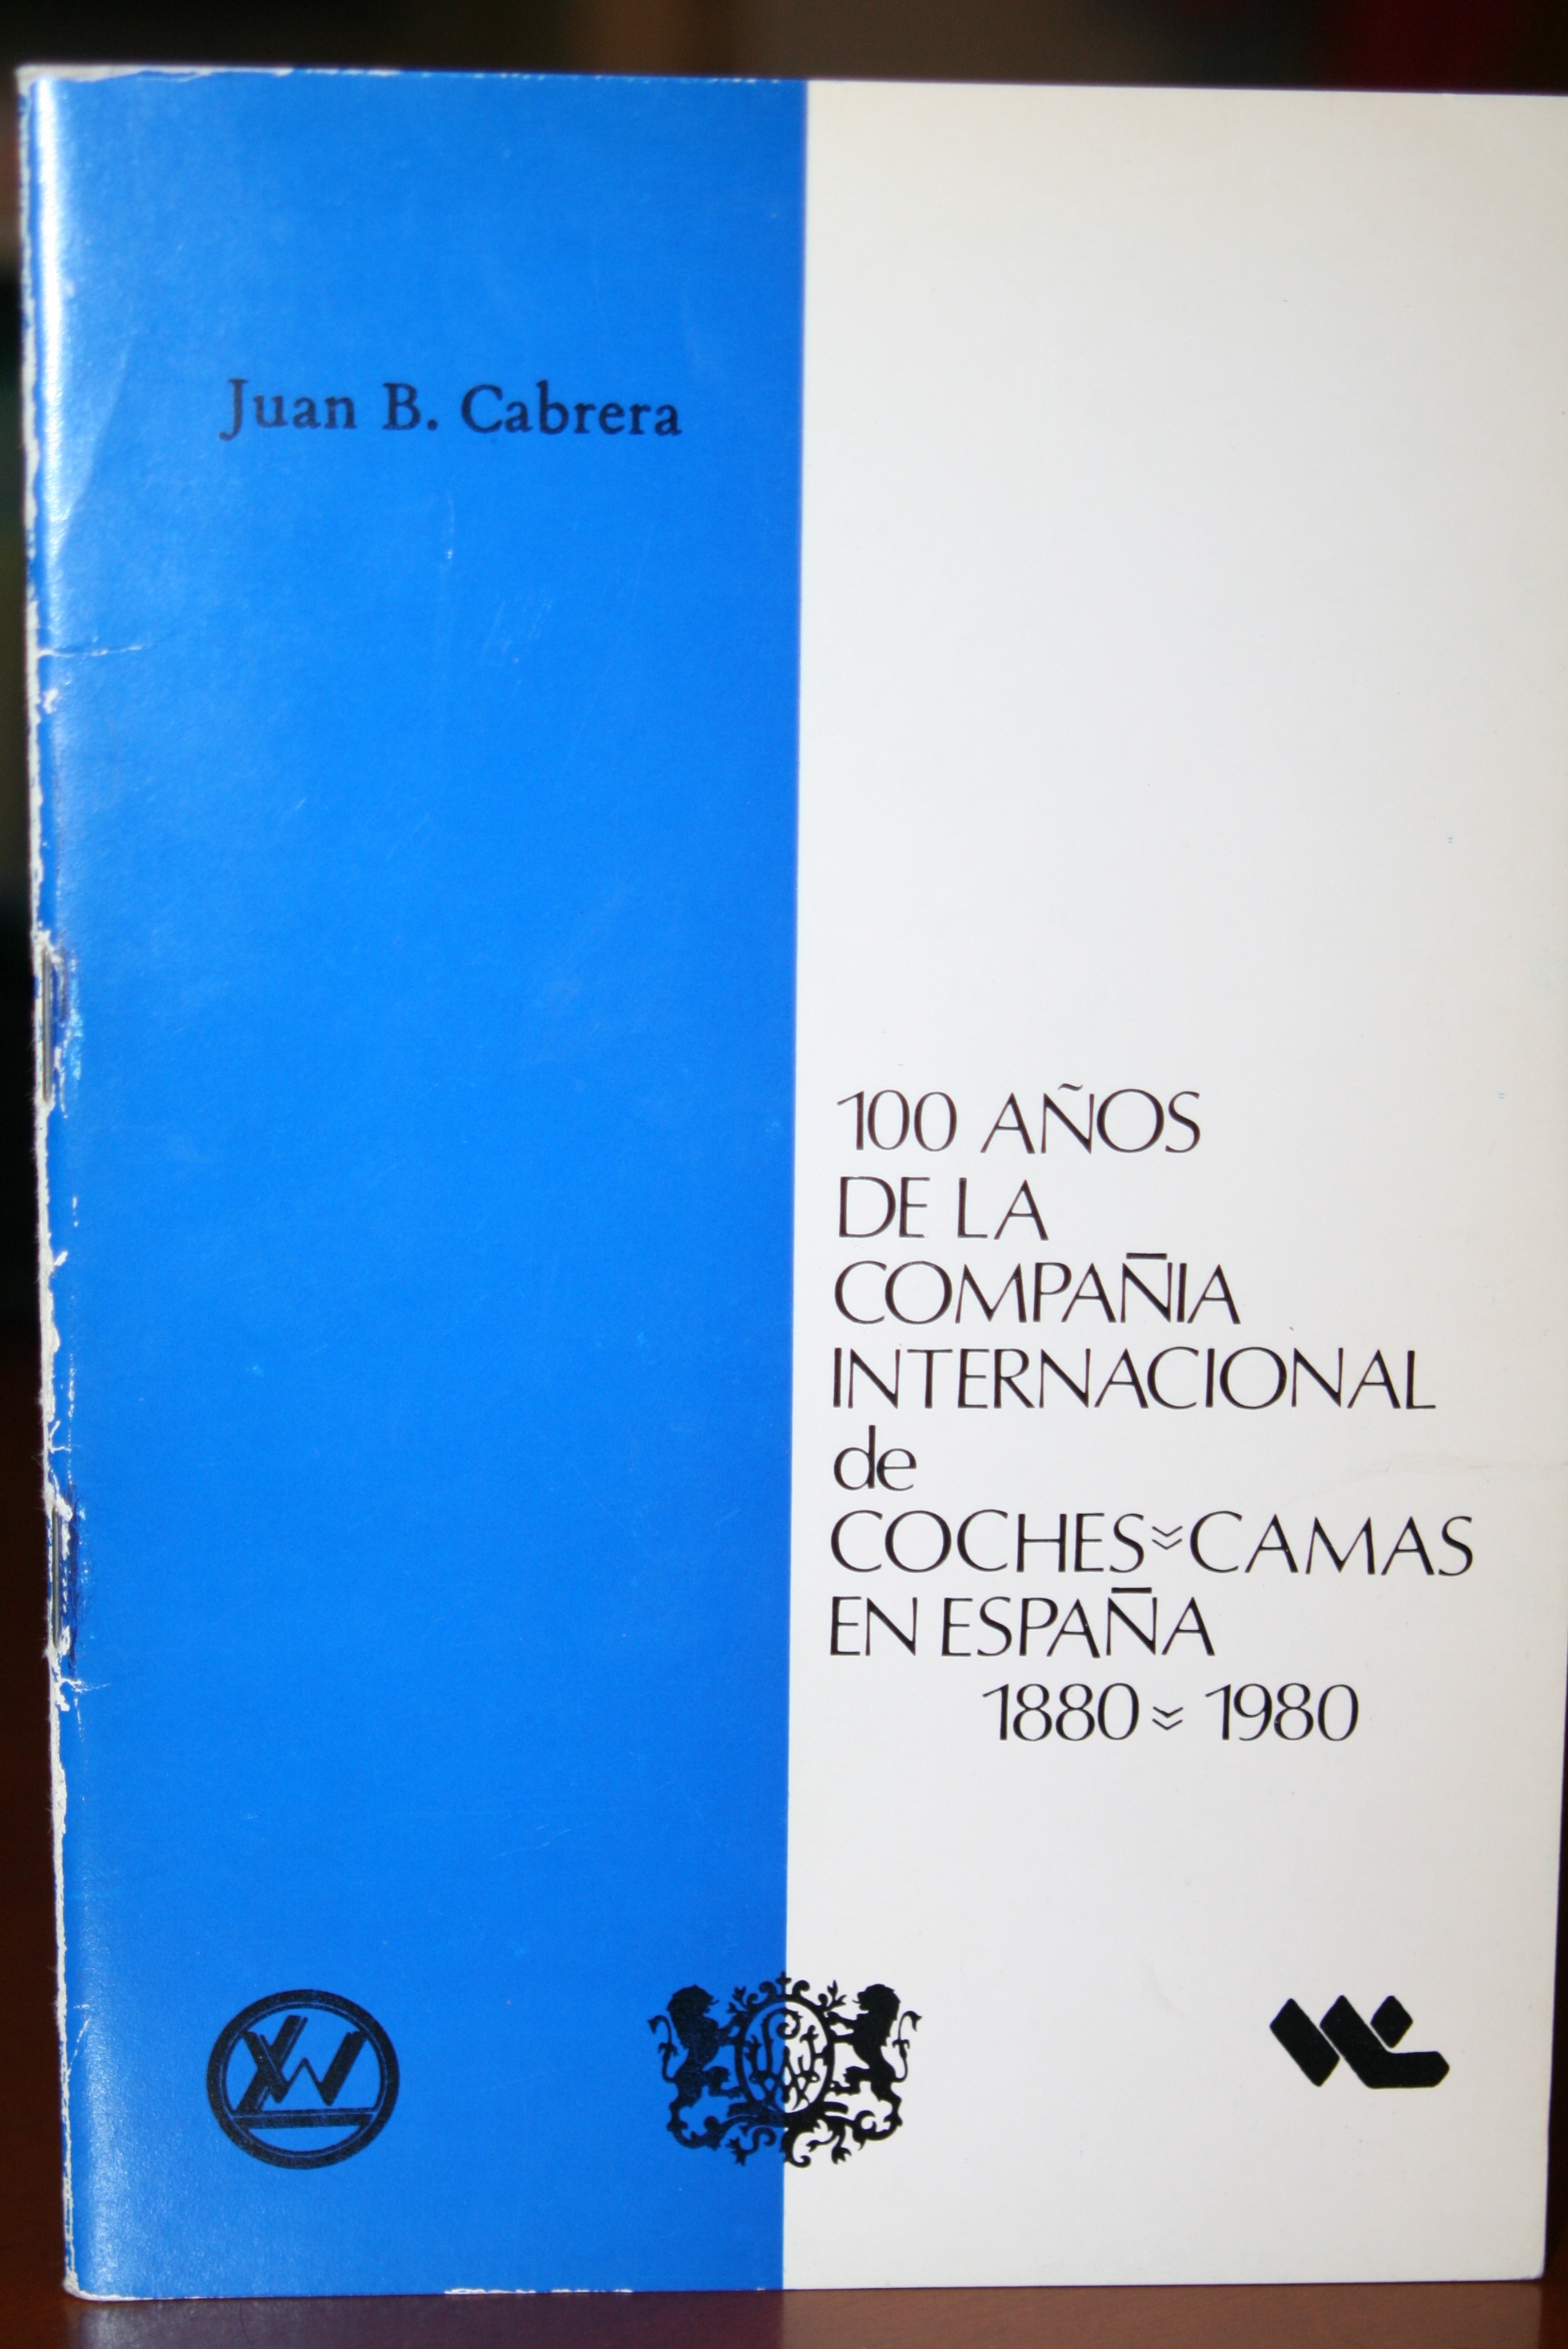 Juan B. Cabrera
100 AÑOS
DE LA
COMPAÑIA
INTERNACIONAL
de
COCHES-CAMAS
EN ESPAÑA
1880 - 1980